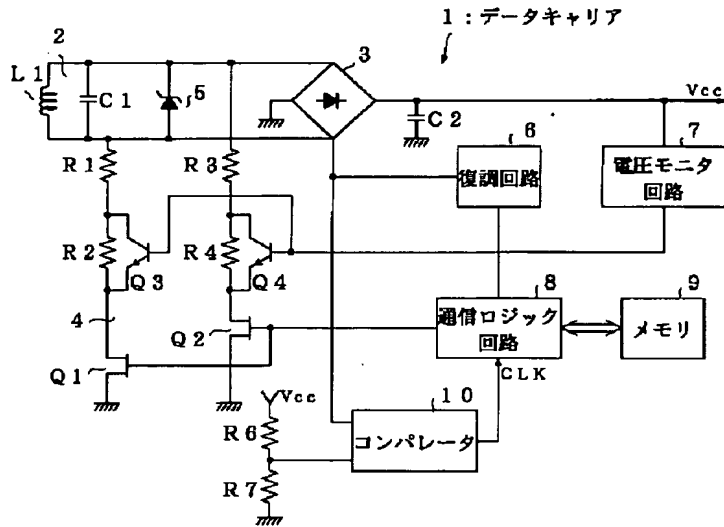 1：データキャリア
2
3
L1
C1
5
Vcc
C2
6
7
R1
R3
復調回路
電圧モニタ
回路
R2
R4
Q3
Q4
8
9
4
Q2
通信ロジック
回路
メモリ
Q1
CLK
Vcc
10
R6
コンパレータ
R7